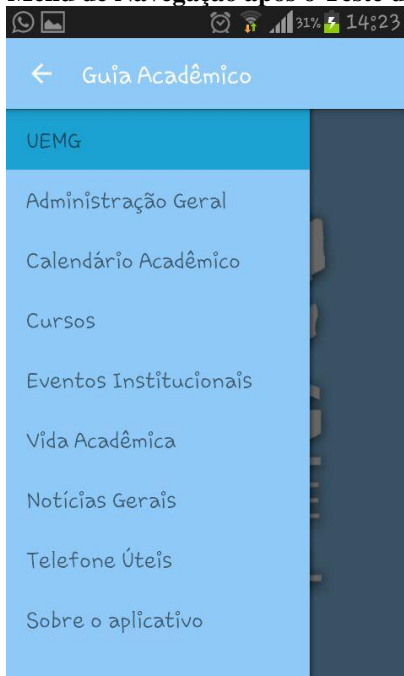 Menu de Navegação após o Teste d
31% 14:23
Guia Acadêmico
UEMG
Administração Geral
Calendário Acadêmico
Cursos
Eventos Institucionais
Vida Acadêmica
Notícias Gerais
Telefone Úteis
Sobre o aplicativo